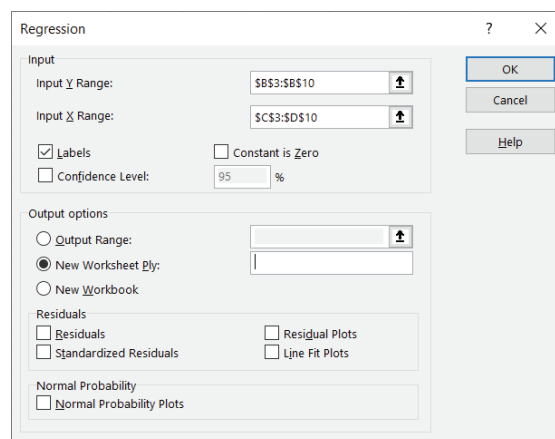 Regression ? ×
Input
Input Y Range: $B$3:$B$10
Input X Range: $C$3:$D$10
Labels Constant is Zero
Confidence Level: 95 %
OK
Cancel
Help
Output options
Output Range:
New Worksheet Ply:
New Workbook
Residuals
Residuals Residual Plots
Standardized Residuals Line Fit Plots
Normal Probability
Normal Probability Plots